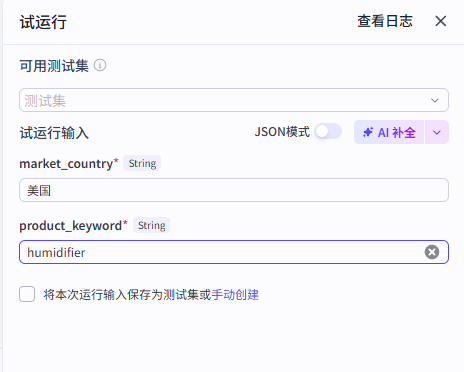 试运行 查看日志
可用测试集
测试集
试运行输入 JSON模式 AI 补全
market_country* String
美国
product_keyword* String
humidifier
将本次运行输入保存为测试集或手动创建